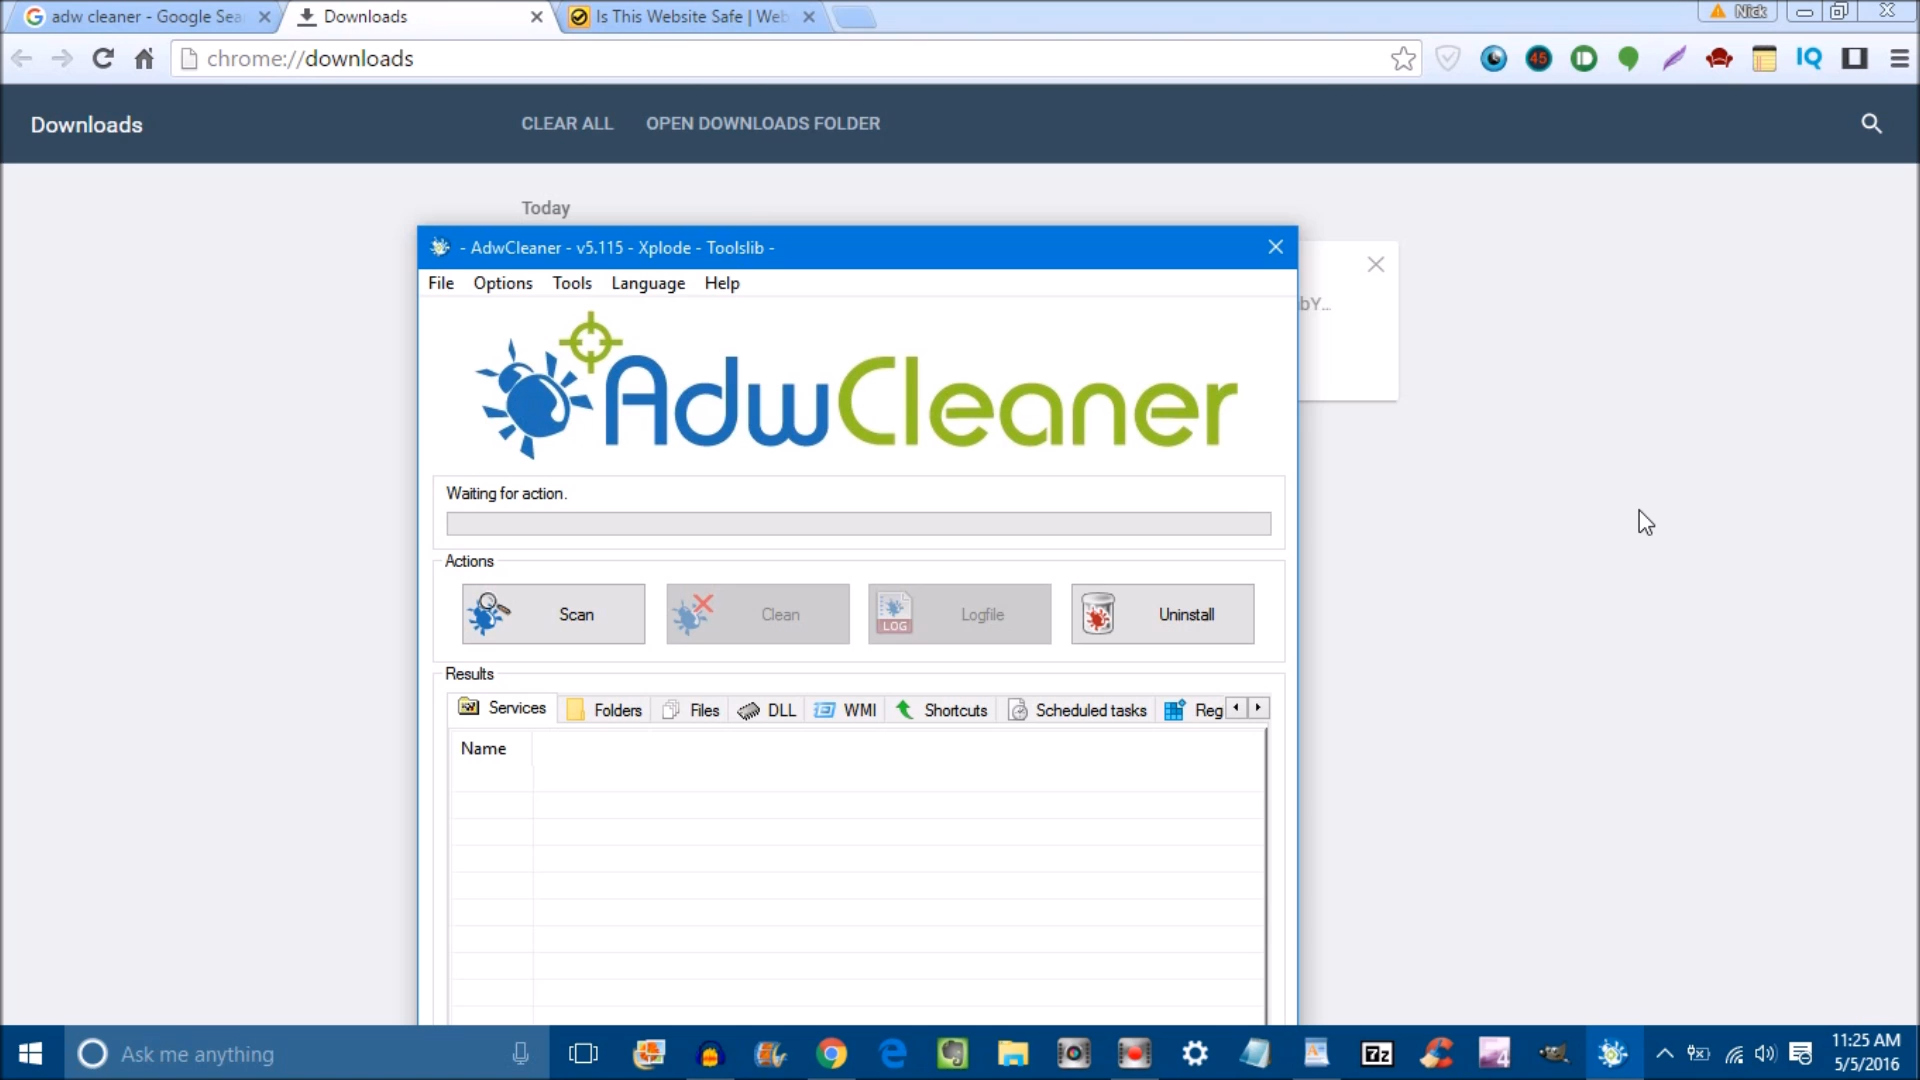 adw cleaner - Google Sea
Downloads
Is This Website Safe | Web
Nick
chrome://downloads
45
IQ
Downloads
CLEAR ALL
OPEN DOWNLOADS FOLDER
Today
- AdwCleaner - v5.115 - Xplode - Toolslib -
File Options Tools Language Help
bY...
AdwCleaner
Waiting for action.
Actions
Scan
Clean
LOG
Logfile
Uninstall
Results
Services
Folders
Files
DLL
WMI
Shortcuts
Scheduled tasks
Reg
Name
Ask me anything
7z
4
11:25 AM
5/5/2016